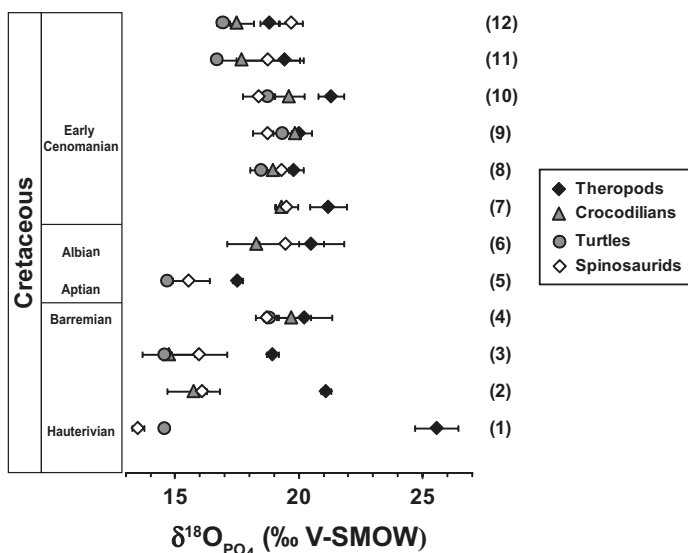 Cretaceous
Early
Cenomanian
Albian
Aptian
Barremian
Hauterivian
(12)
(11)
(10)
(9)
(8)
(7)
(6)
(5)
(4)
(3)
(2)
(1)
Theropods
Crocodilians
Turtles
Spinosaurids
15 20 25
δ¹⁸O_PO₄ (‰ V-SMOW)